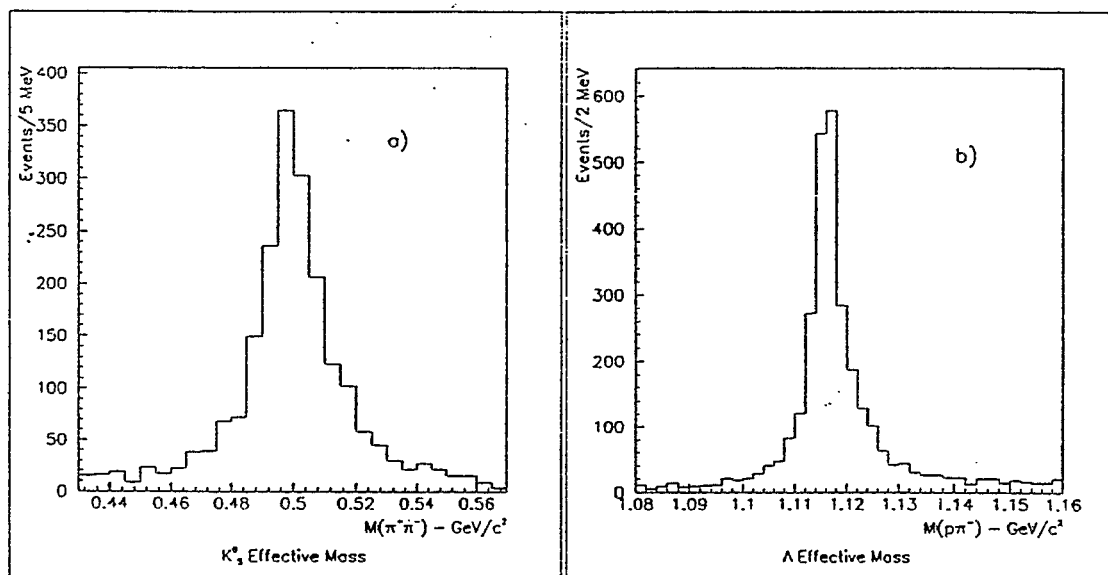 Events/5 MeV
400
350
300
250
200
150
100
50
0
a)
0.44 0.46 0.48 0.5 0.52 0.54 0.56
M(π⁺π⁻) – GeV/c²
K⁰s Effective Mass
Events/2 MeV
600
500
400
300
200
100
0
b)
1.08 1.09 1.1 1.11 1.12 1.13 1.14 1.15 1.16
M(pπ⁻) – GeV/c²
Λ Effective Mass